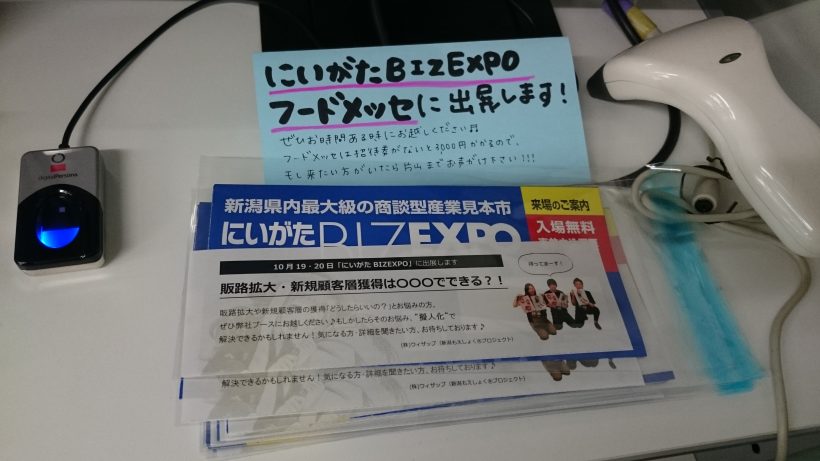 にいがたBIZEXPO
フードメッセに出展します!
ぜひお時間ある時にお越しください♬
フードメッセは招待券がないと3000円かかるので、
もし来たい方がいたら片山までお声がけ下さい!!!
digitalPersona
新潟県内最大級の商談型産業見本市
にいがたBIZEXPO
来場のご案内
入場無料
10月19・20日「にいがたBIZEXPO」に出展します
販路拡大・新規顧客層獲得は〇〇〇でできる?!
待ってまーす!
販路拡大や新規顧客層の獲得「どうしたらいいの?」とお悩みの方、
ぜひ弊社ブースにお越しください♪もしかしたらそのお悩み、"擬人化"で
解決できるかもしれません!気になる方・詳細を聞きたい方、お待ちしております♪
(株)ウィザップ(新潟もえしょく®プロジェクト)
解決できるかもしれません!気になる方・詳細を聞きたい方、お待ちしております♪
(株)ウィザップ(新潟もえしょく®プロジェクト)